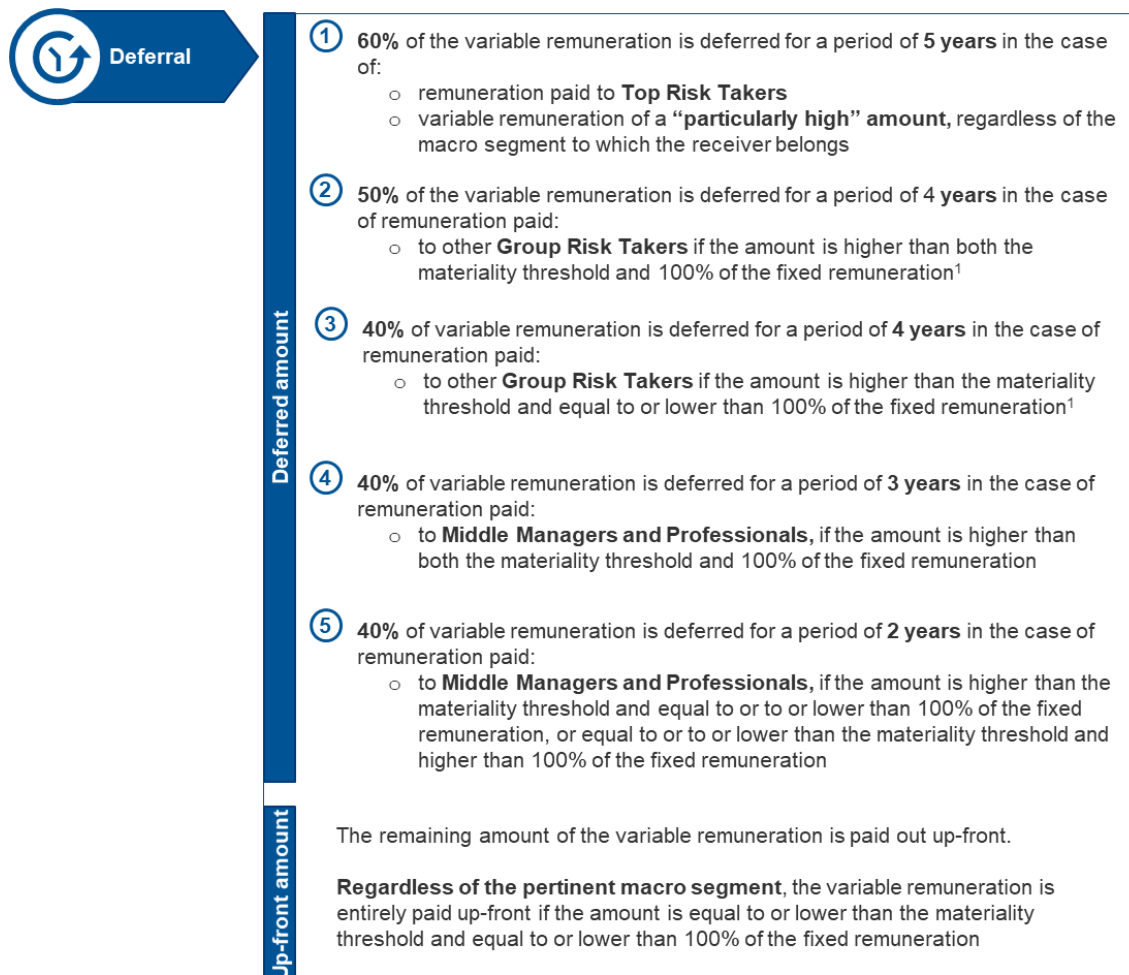 Deferral
Deferred amount
1 60% of the variable remuneration is deferred for a period of 5 years in the case
of:
o remuneration paid to Top Risk Takers
o variable remuneration of a “particularly high” amount, regardless of the
macro segment to which the receiver belongs
2 50% of the variable remuneration is deferred for a period of 4 years in the case
of remuneration paid:
o to other Group Risk Takers if the amount is higher than both the
materiality threshold and 100% of the fixed remuneration¹
3 40% of variable remuneration is deferred for a period of 4 years in the case of
remuneration paid:
o to other Group Risk Takers if the amount is higher than the materiality
threshold and equal to or lower than 100% of the fixed remuneration¹
4 40% of variable remuneration is deferred for a period of 3 years in the case of
remuneration paid:
o to Middle Managers and Professionals, if the amount is higher than
both the materiality threshold and 100% of the fixed remuneration
5 40% of variable remuneration is deferred for a period of 2 years in the case of
remuneration paid:
o to Middle Managers and Professionals, if the amount is higher than the
materiality threshold and equal to or to or lower than 100% of the fixed
remuneration, or equal to or to or lower than the materiality threshold and
higher than 100% of the fixed remuneration
Up-front amount
The remaining amount of the variable remuneration is paid out up-front.
Regardless of the pertinent macro segment, the variable remuneration is
entirely paid up-front if the amount is equal to or lower than the materiality
threshold and equal to or lower than 100% of the fixed remuneration